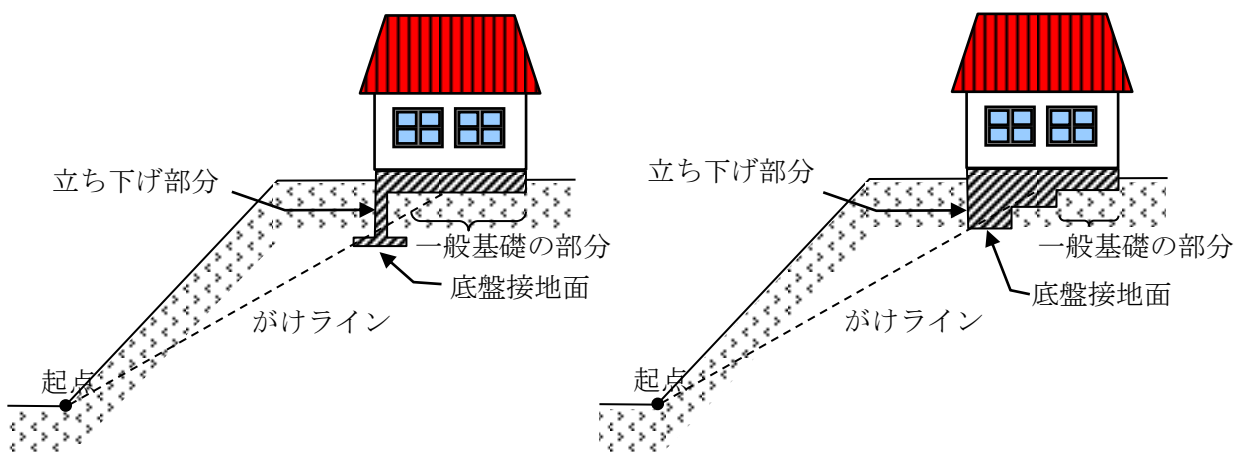 立ち下げ部分
一般基礎の部分
底盤接地面
がけライン
起点
立ち下げ部分
一般基礎の部分
底盤接地面
がけライン
起点